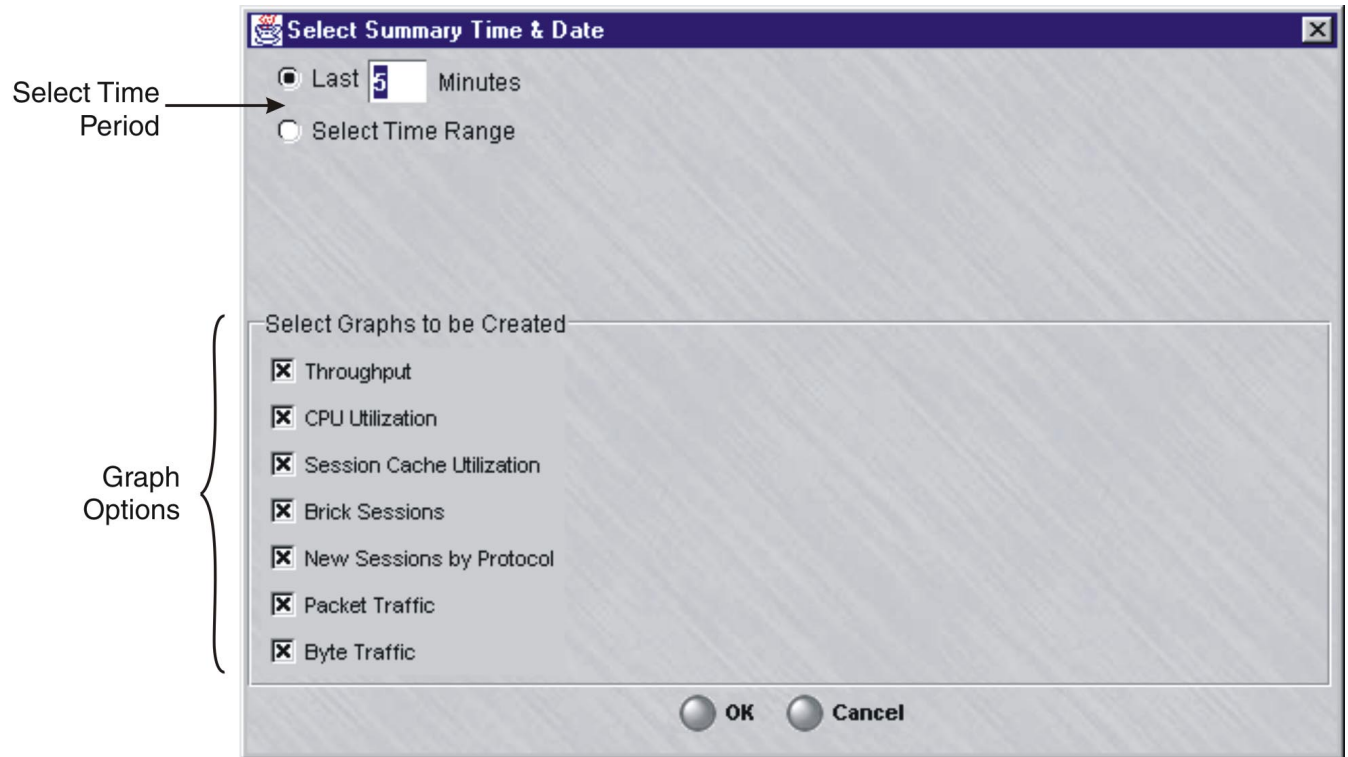 Select Summary Time & Date
Select Time
Period
Last 5 Minutes
Select Time Range
Select Graphs to be Created
Graph
Options
Throughput
CPU Utilization
Session Cache Utilization
Brick Sessions
New Sessions by Protocol
Packet Traffic
Byte Traffic
OK Cancel